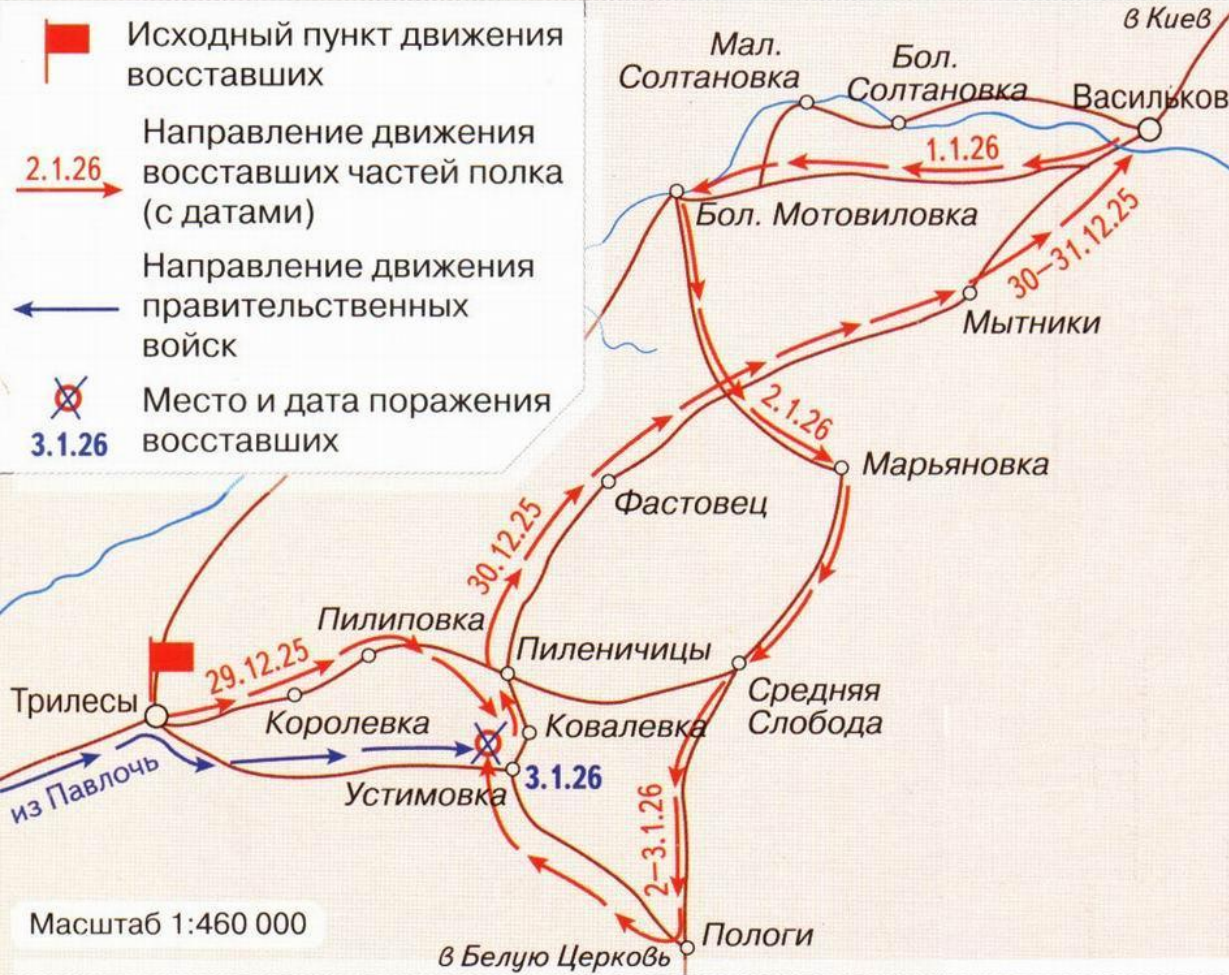 Исходный пункт движения
восставших
2.1.26
Направление движения
восставших частей полка
(с датами)
Направление движения
правительственных
войск
3.1.26
Место и дата поражения
восставших
в Киев
Мал.
Солтановка
Бол.
Солтановка
Васильков
1.1.26
Бол. Мотовиловка
30–31.12.25
Мытники
2.1.26
Марьяновка
Фастовец
30.12.25
Пилиповка
29.12.25
Пиленичицы
Трилесы
Королевка
Средняя
Слобода
Ковалевка
3.1.26
из Павлочь
Устимовка
2–3.1.26
Масштаб 1:460 000
Пологи
в Белую Церковь